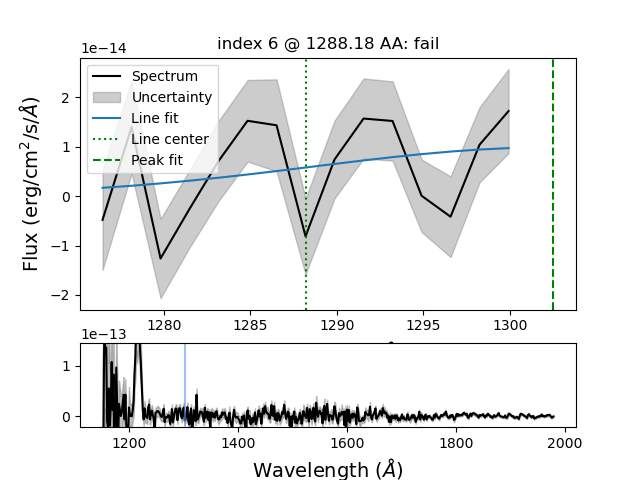 index 6 @ 1288.18 AA: fail
1e−14
Spectrum
Uncertainty
Line fit
Line center
Peak fit
2
1
0
−1
−2
Flux (erg/cm²/s/Å)
1280 1285 1290 1295 1300
1e−13
1
0
1200 1400 1600 1800 2000
Wavelength (Å)